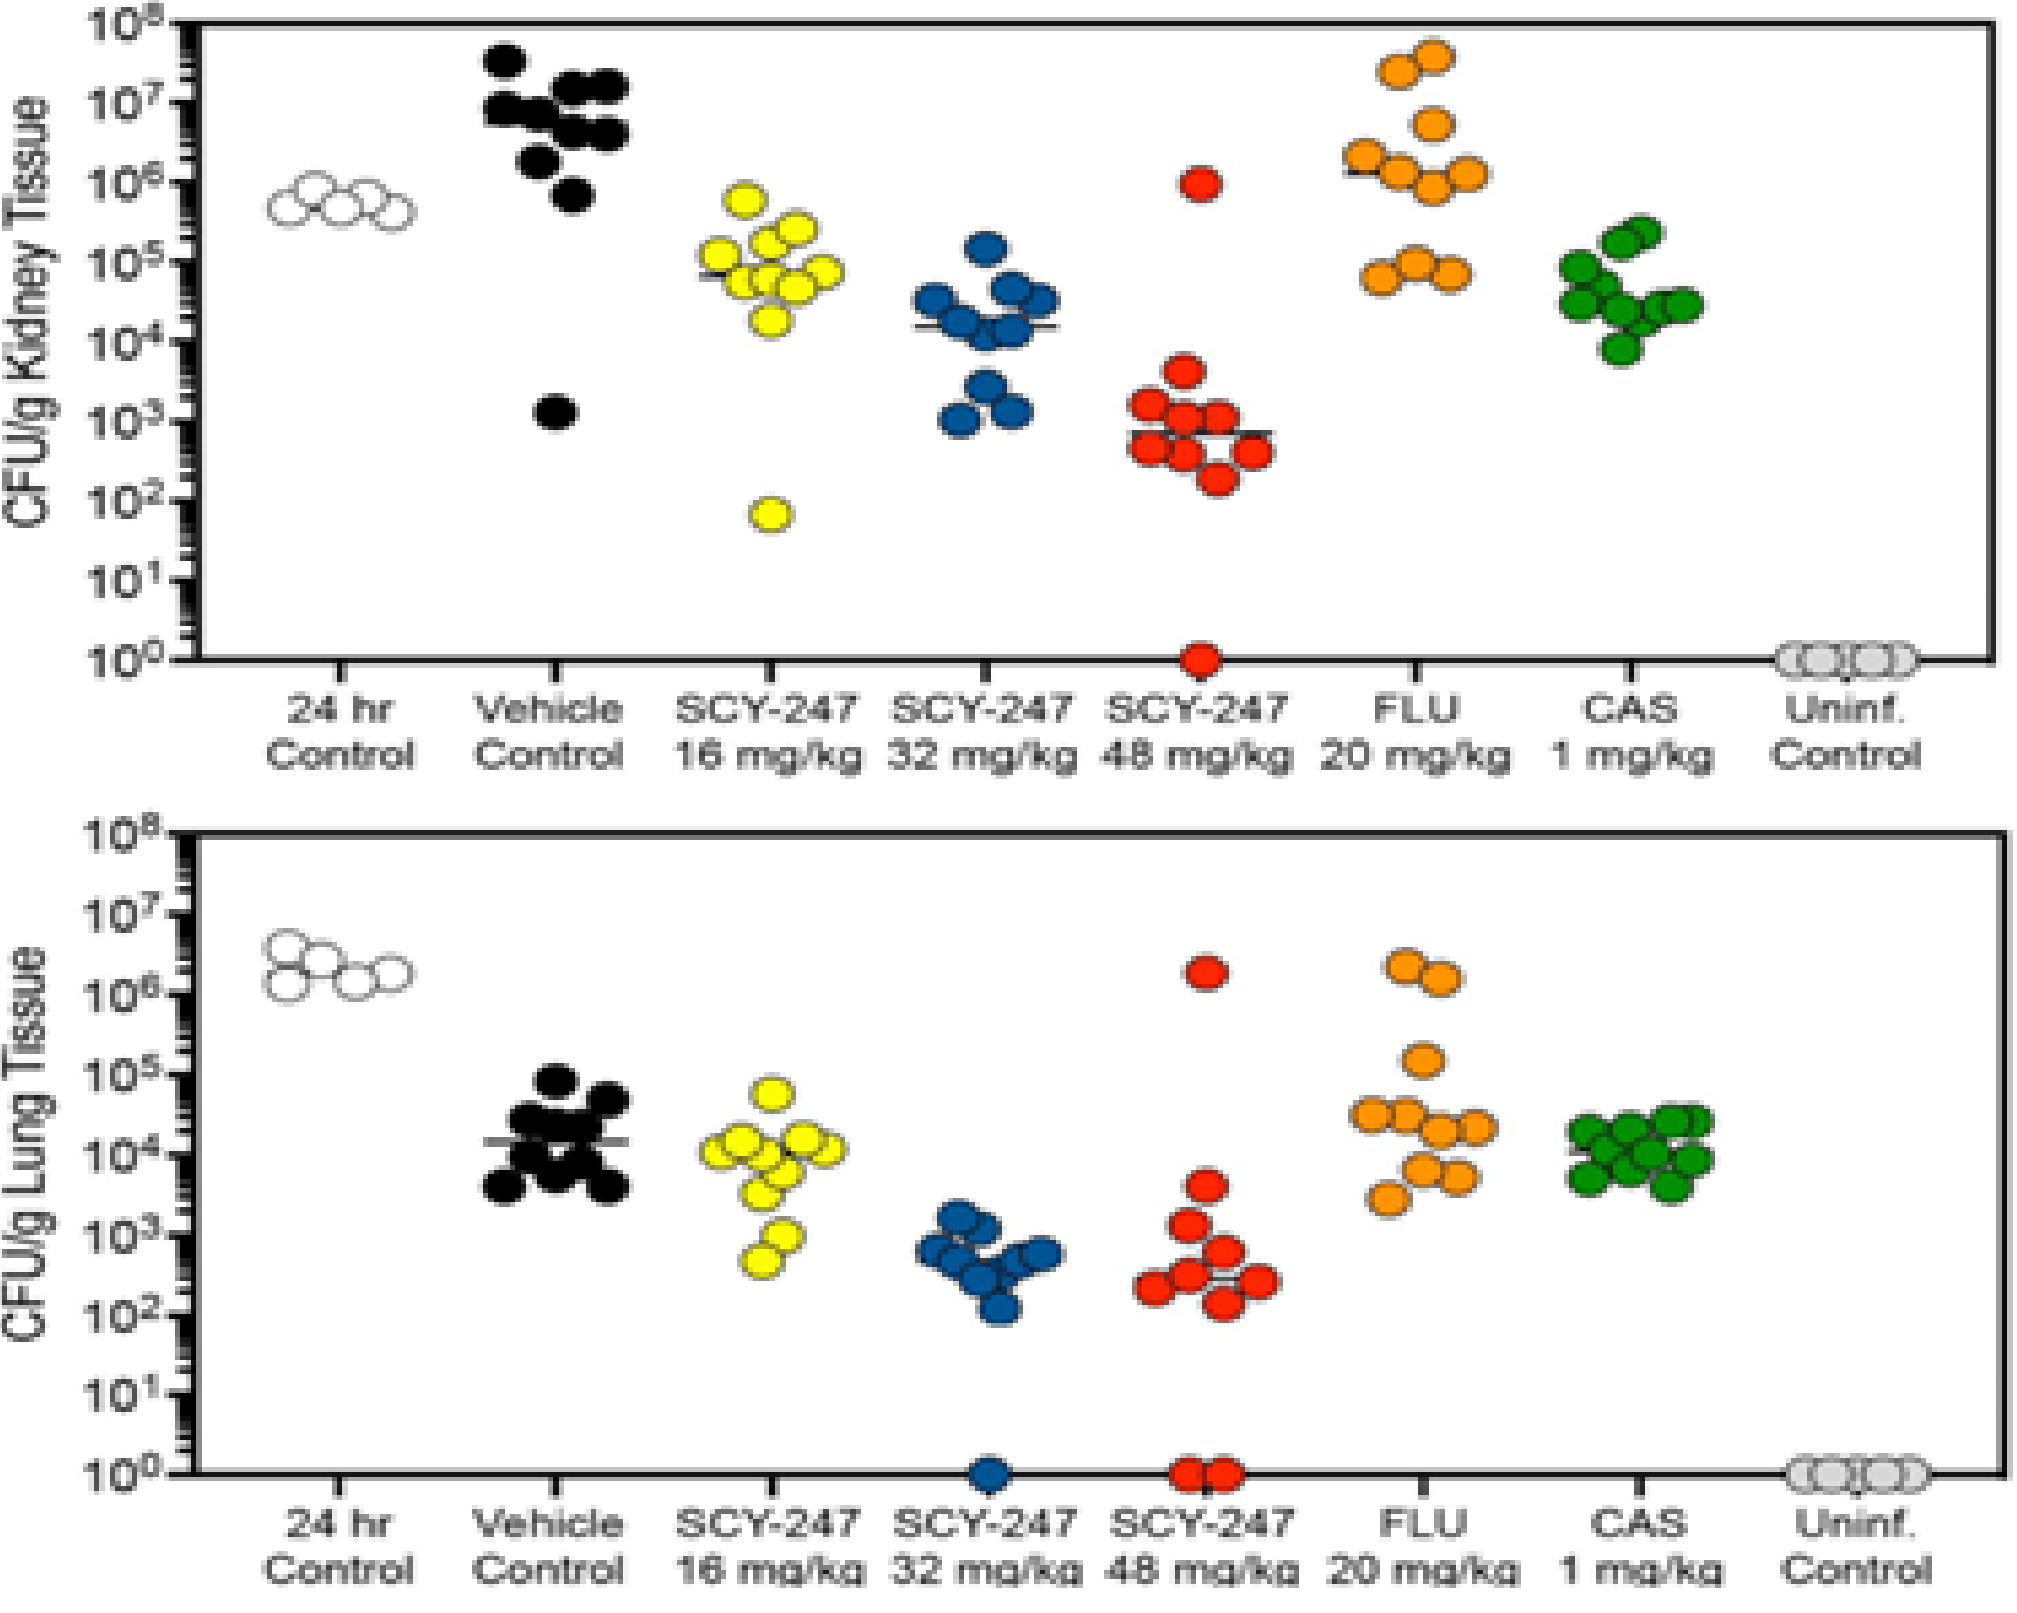 CFU/g Kidney Tissue
10⁸
10⁷
10⁶
10⁵
10⁴
10³
10²
10¹
10⁰
24 hr Control
Vehicle Control
SCY-247 16 mg/kg
SCY-247 32 mg/kg
SCY-247 48 mg/kg
FLU 20 mg/kg
CAS 1 mg/kg
Uninf. Control
CFU/g Lung Tissue
10⁸
10⁷
10⁶
10⁵
10⁴
10³
10²
10¹
10⁰
24 hr Control
Vehicle Control
SCY-247 16 mg/kg
SCY-247 32 mg/kg
SCY-247 48 mg/kg
FLU 20 mg/kg
CAS 1 mg/kg
Uninf. Control